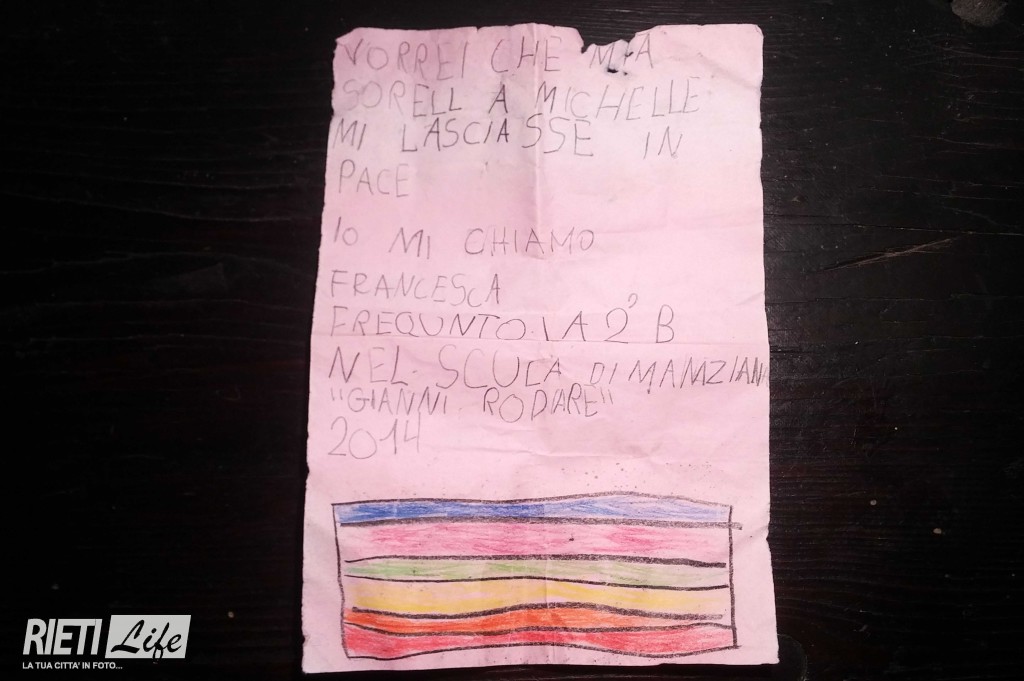 VORREI CHE MIA
SORELL A MICHELLE
MI LASCIASSE IN
PACE
IO MI CHIAMO
FRANCESCA
FREQUNTO LA 2° B
NEL SCUOLA DI MANZIAN
"GIANNI RODARE"
2014
RIETI Life
LA TUA CITTA' IN FOTO...